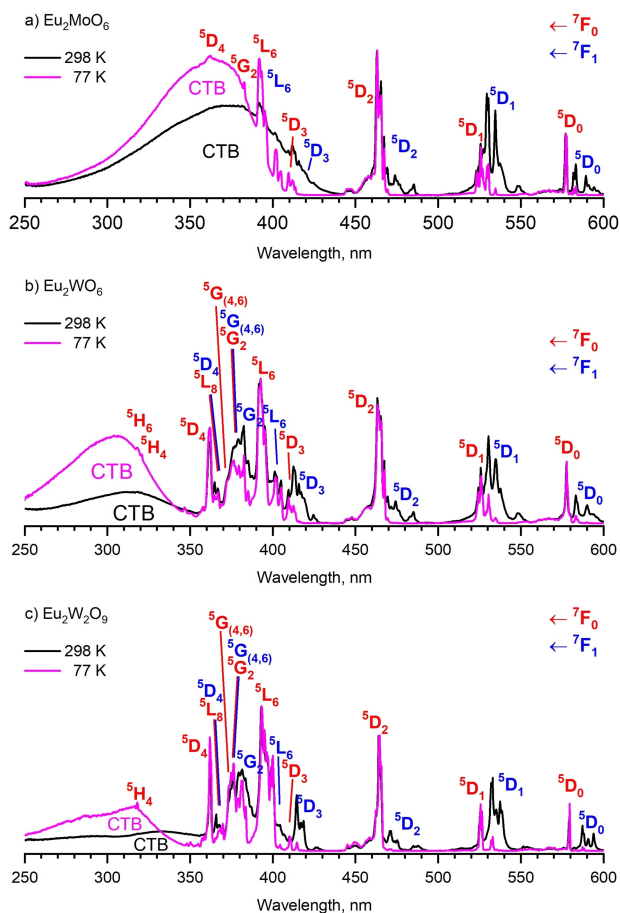 a) Eu₂MoO₆
298 K
77 K
← ⁷F₀
← ⁷F₁
⁵D₄
⁵G₂
⁵L₆
⁵L₆
CTB
CTB
⁵D₃
⁵D₃
⁵D₂
⁵D₂
⁵D₁
⁵D₁
⁵D₀
⁵D₀
250 300 350 400 450 500 550 600
Wavelength, nm
b) Eu₂WO₆
298 K
77 K
← ⁷F₀
← ⁷F₁
⁵G₍₄,₆₎
⁵G₍₄,₆₎
⁵G₂
⁵D₄
⁵L₈
⁵L₆
⁵H₆
⁵H₄
⁵D₄
⁵G₂
⁵L₆
⁵D₃
⁵D₃
CTB
CTB
⁵D₂
⁵D₂
⁵D₁
⁵D₁
⁵D₀
⁵D₀
250 300 350 400 450 500 550 600
Wavelength, nm
c) Eu₂W₂O₉
298 K
77 K
← ⁷F₀
← ⁷F₁
⁵G₍₄,₆₎
⁵G₍₄,₆₎
⁵G₂
⁵D₄
⁵L₈
⁵L₆
⁵H₄
⁵D₄
⁵G₂
⁵L₆
⁵D₃
⁵D₃
CTB
CTB
⁵D₂
⁵D₂
⁵D₁
⁵D₁
⁵D₀
⁵D₀
250 300 350 400 450 500 550 600
Wavelength, nm